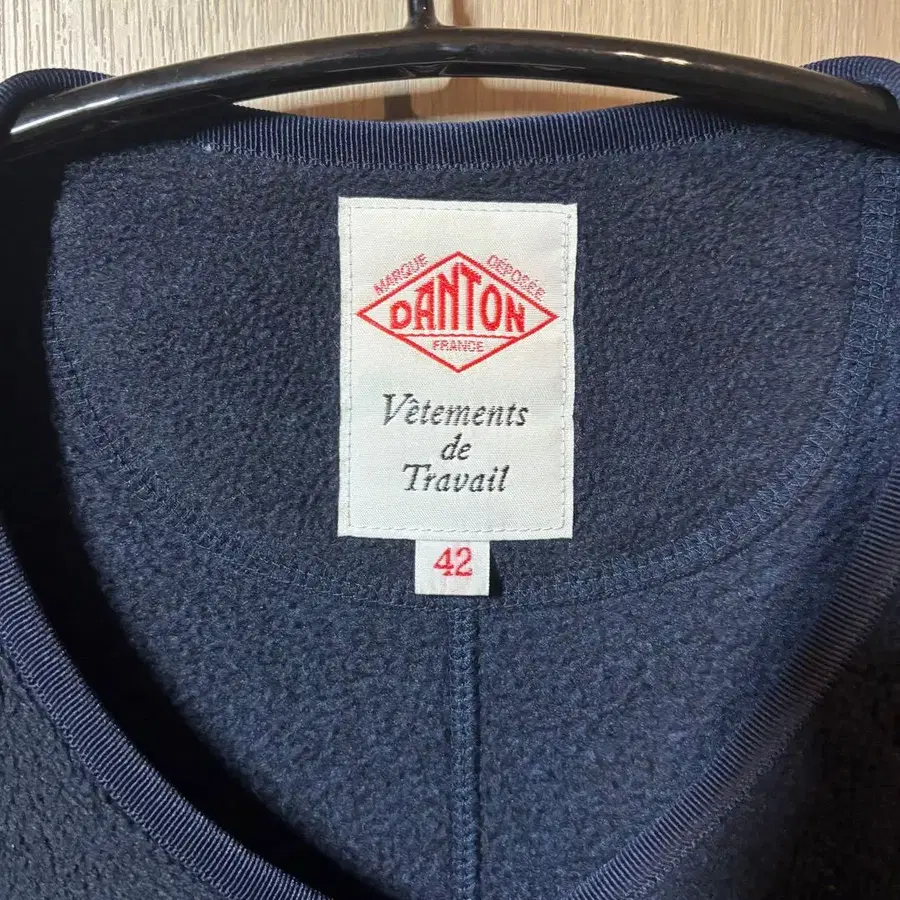 MARQUE DÉPOSÉE
DANTON
FRANCE
Vêtements
de
Travail
42